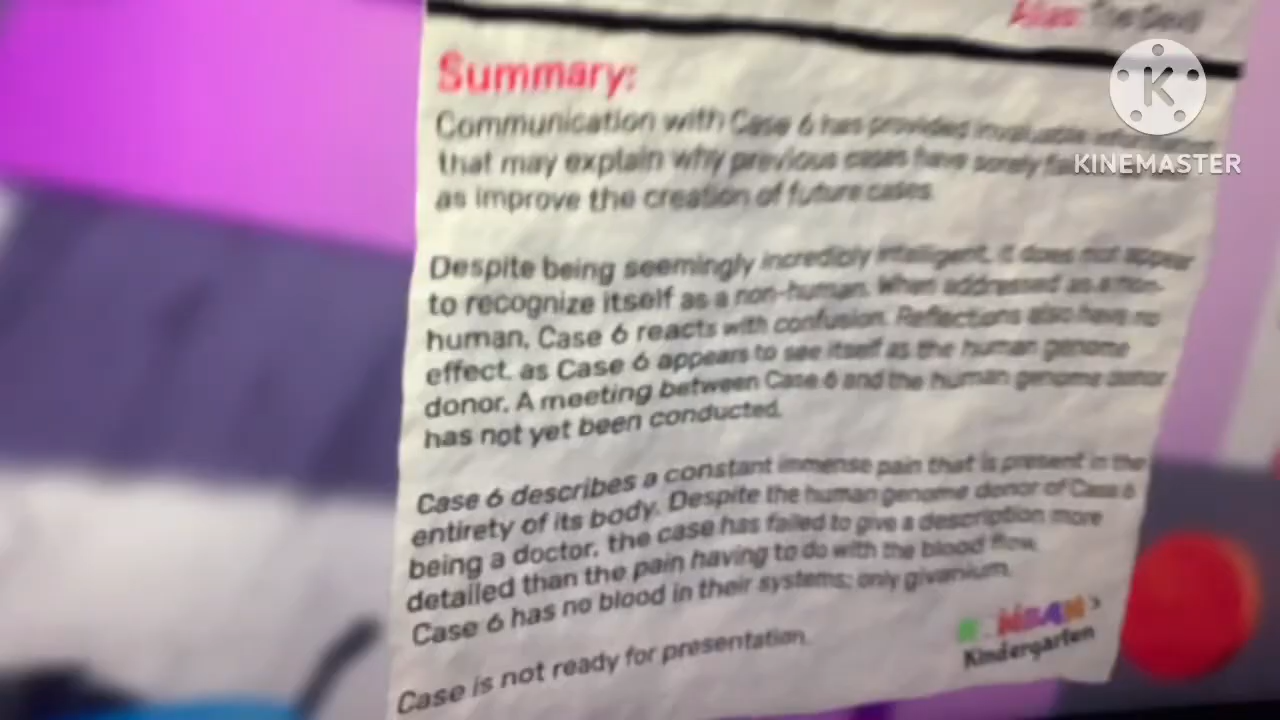 Alias:
Summary:
Communication with Case 6 has provided invaluable
that may explain why previous cases have sorely
as improve the creation of future cases.
Despite being seemingly incredibly intelligent, it does not appear
to recognize itself as a non-human. When addressed as a non-
human, Case 6 reacts with confusion. Reflections also have no
effect, as Case 6 appears to see itself as the human genome
donor. A meeting between Case 6 and the human genome donor
has not yet been conducted.
Case 6 describes a constant immense pain that is present in the
entirety of its body. Despite the human genome donor of Case 6
being a doctor, the case has failed to give a description more
detailed than the pain having to do with the blood flow.
Case 6 has no blood in their systems; only givanium.
Case is not ready for presentation.
Kindergarten
KINEMASTER